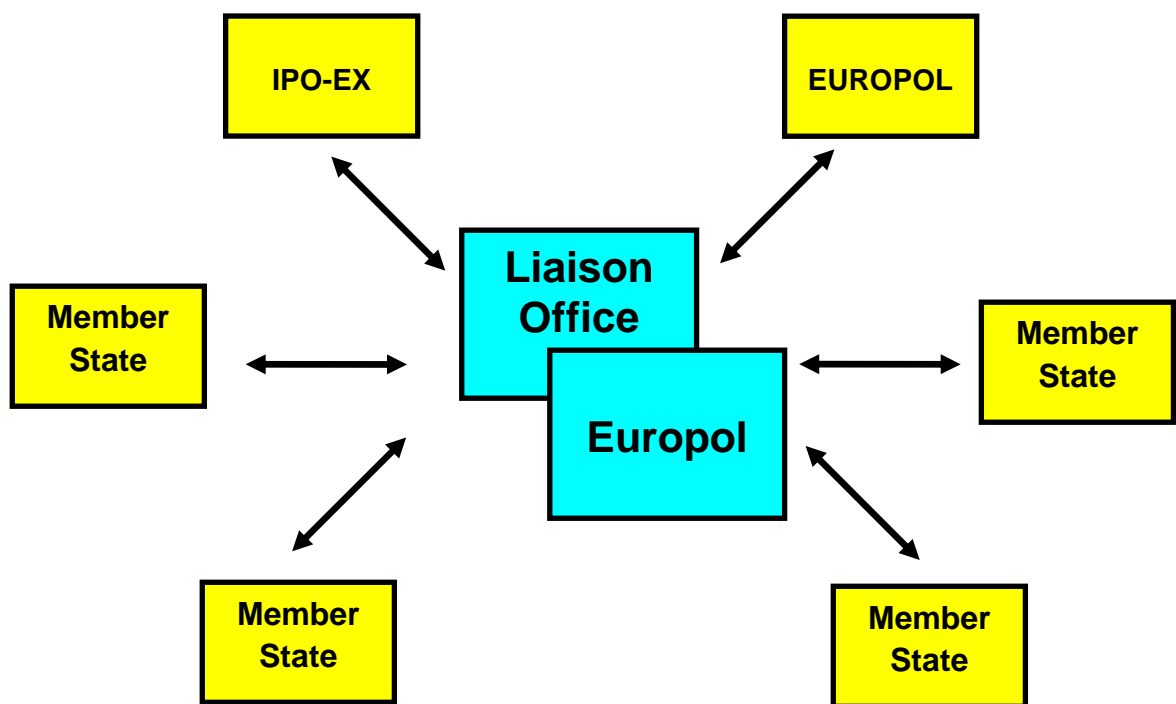 IPO-EX
EUROPOL
Liaison
Office
Member
State
Member
State
Europol
Member
State
Member
State